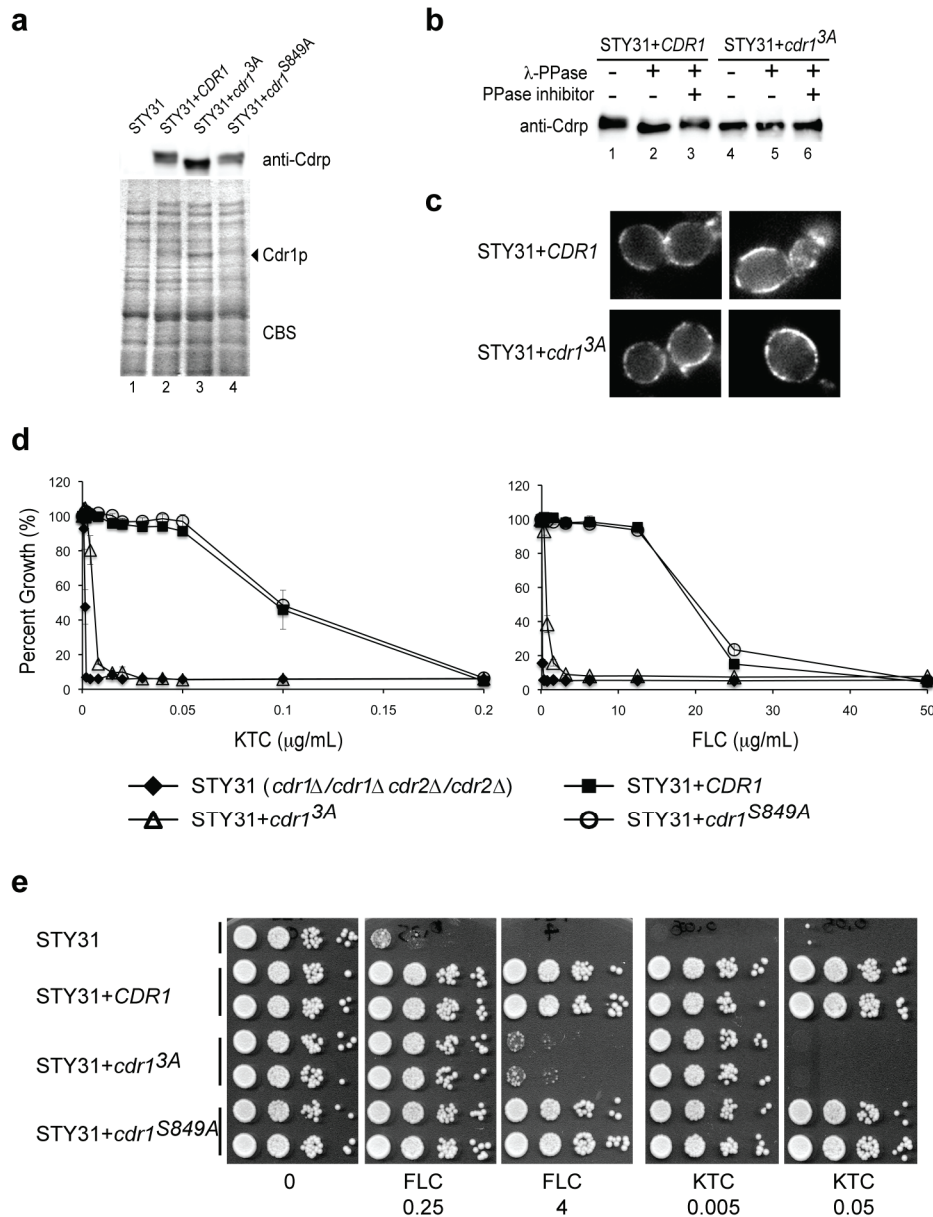 a
STY31
STY31+CDR1
STY31+cdr1^3A
STY31+cdr1^S849A
anti-Cdrp
Cdr1p
CBS
1 2 3 4
b
STY31+CDR1 STY31+cdr1^3A
λ-PPase - + + - + +
PPase inhibitor + +
anti-Cdrp
1 2 3 4 5 6
c
STY31+CDR1
STY31+cdr1^3A
d
Percent Growth (%)
120
100
80
60
40
20
0
0 0.05 0.1 0.15 0.2
KTC (µg/mL)
120
100
80
60
40
20
0
0 10 20 30 40 50
FLC (µg/mL)
STY31 (cdr1Δ/cdr1Δ cdr2Δ/cdr2Δ)
STY31+CDR1
STY31+cdr1^3A
STY31+cdr1^S849A
e
STY31
STY31+CDR1
STY31+cdr1^3A
STY31+cdr1^S849A
0
FLC 0.25
FLC 4
KTC 0.005
KTC 0.05